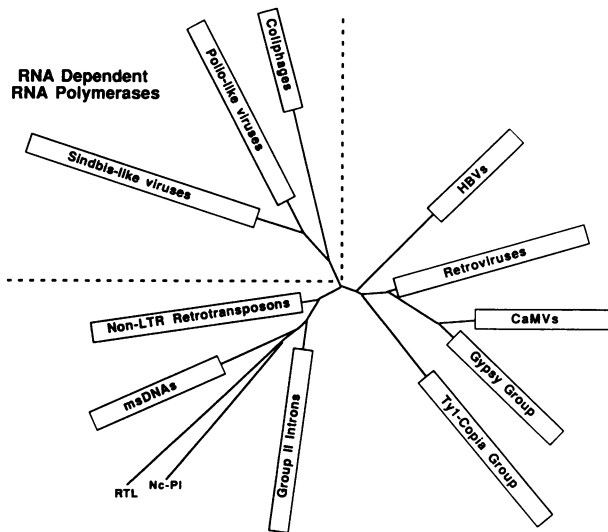 RNA Dependent
RNA Polymerases
Coliphages
Polio-like viruses
Sindbis-like viruses
HBVs
Retroviruses
CaMVs
Gypsy Group
Ty1-Copia Group
Non-LTR Retrotransposons
msDNAs
RTL
Nc-Pl
Group II Introns